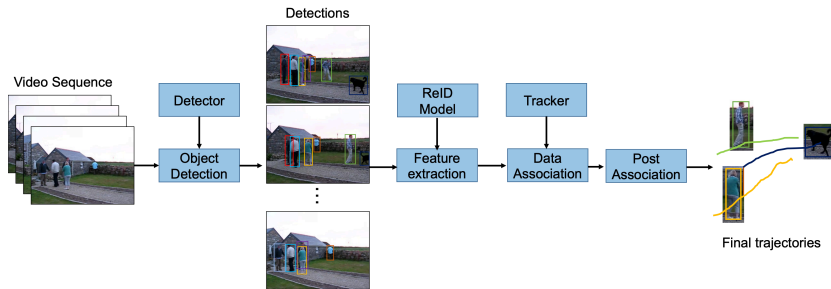 Detections
Video Sequence
Detector
ReID
Model
Tracker
Object
Detection
Feature
extraction
Data
Association
Post
Association
Final trajectories